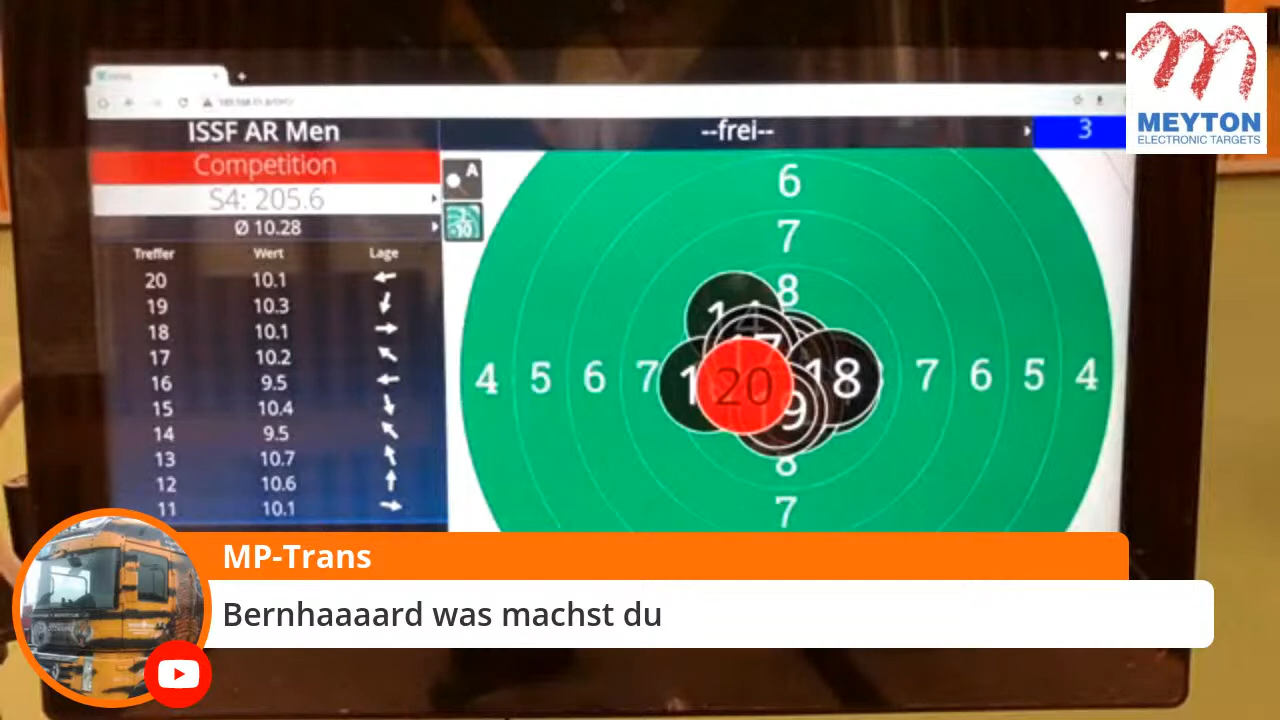 MEYTON
ELECTRONIC TARGETS
ISSF AR Men
--frei--
3
Competition
S4: 205.6
Ø 10.28
Treffer Wert Lage
20 10.1
19 10.3
18 10.1
17 10.2
16 9.5
15 10.4
14 9.5
13 10.7
12 10.6
11 10.1
A
10
6
7
8
4 5 6 7
20
18
7 6 5 4
8
7
MP-Trans
Bernhaaaard was machst du